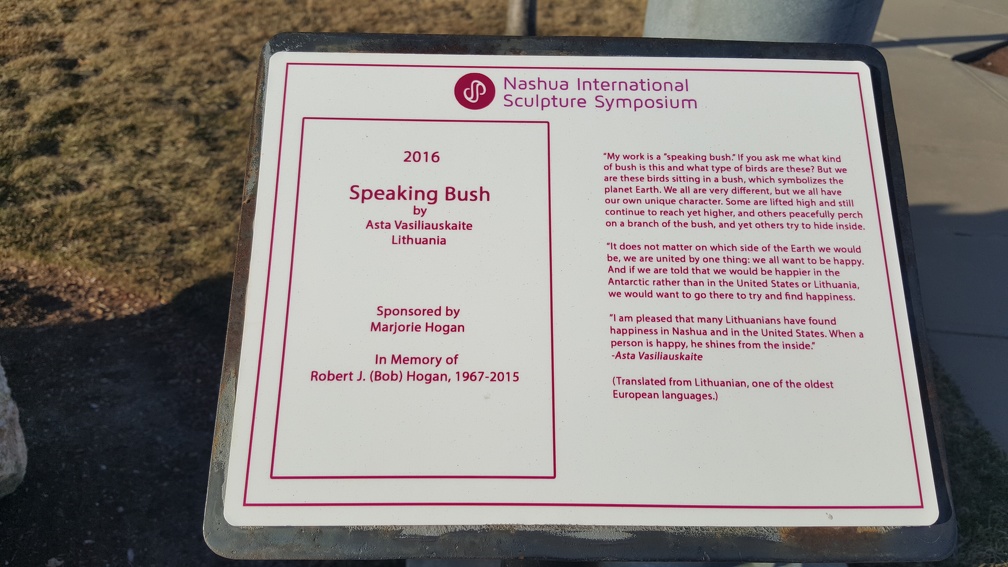 Nashua International
Sculpture Symposium
2016
Speaking Bush
by
Asta Vasiliauskaite
Lithuania
Sponsored by
Marjorie Hogan
In Memory of
Robert J. (Bob) Hogan, 1967-2015
"My work is a "speaking bush." If you ask me what kind
of bush is this and what type of birds are these? But we
are these birds sitting in a bush, which symbolizes the
planet Earth. We all are very different, but we all have
our own unique character. Some are lifted high and still
continue to reach yet higher, and others peacefully perch
on a branch of the bush, and yet others try to hide inside.
"It does not matter on which side of the Earth we would
be, we are united by one thing: we all want to be happy.
And if we are told that we would be happier in the
Antarctic rather than in the United States or Lithuania,
we would want to go there to try and find happiness.
"I am pleased that many Lithuanians have found
happiness in Nashua and in the United States. When a
person is happy, he shines from the inside."
-Asta Vasiliauskaite
(Translated from Lithuanian, one of the oldest
European languages.)